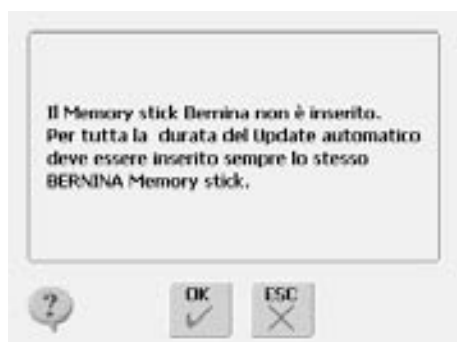 Il Memory stick Bernina non è inserito.
Per tutta la durata del Update automatico
deve essere inserito sempre lo stesso
BERNINA Memory stick.
?
OK
ESC